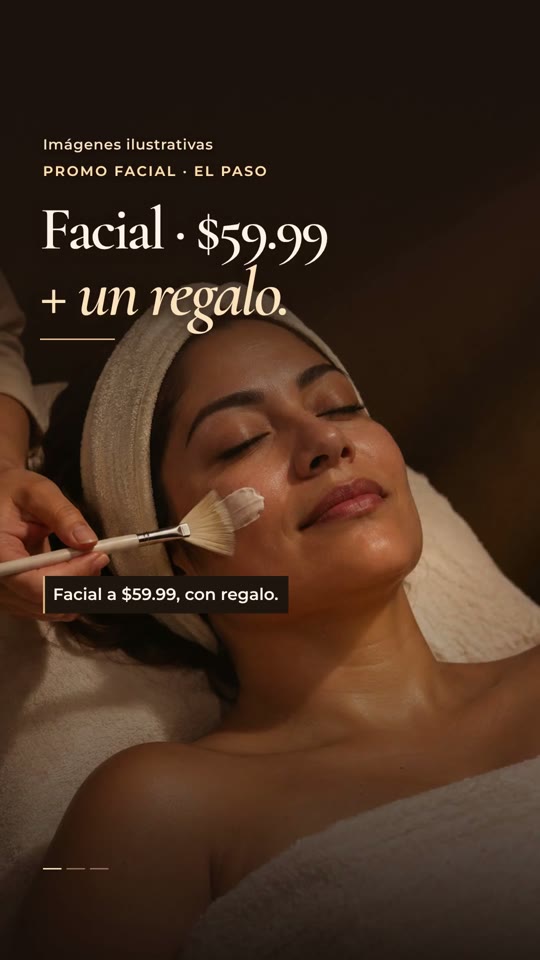 Imágenes ilustrativas
PROMO FACIAL · EL PASO
Facial · $59.99
+ un regalo.
Facial a $59.99, con regalo.